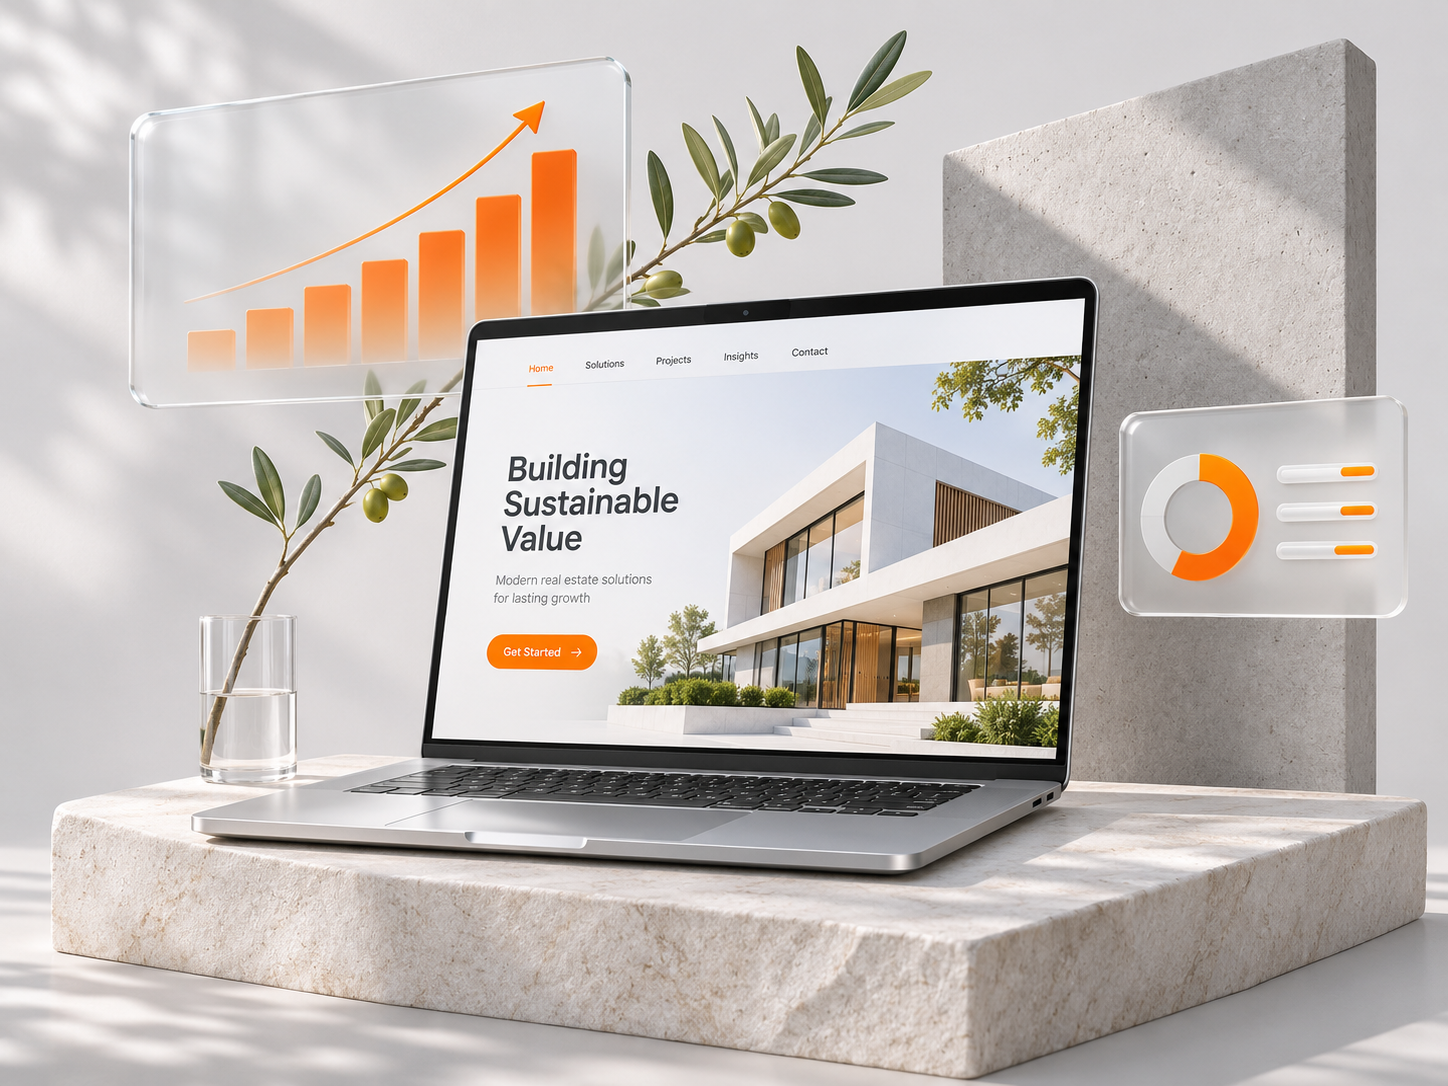 Home Solutions Projects Insights Contact
Building
Sustainable
Value
Modern real estate solutions
for lasting growth
Get Started →